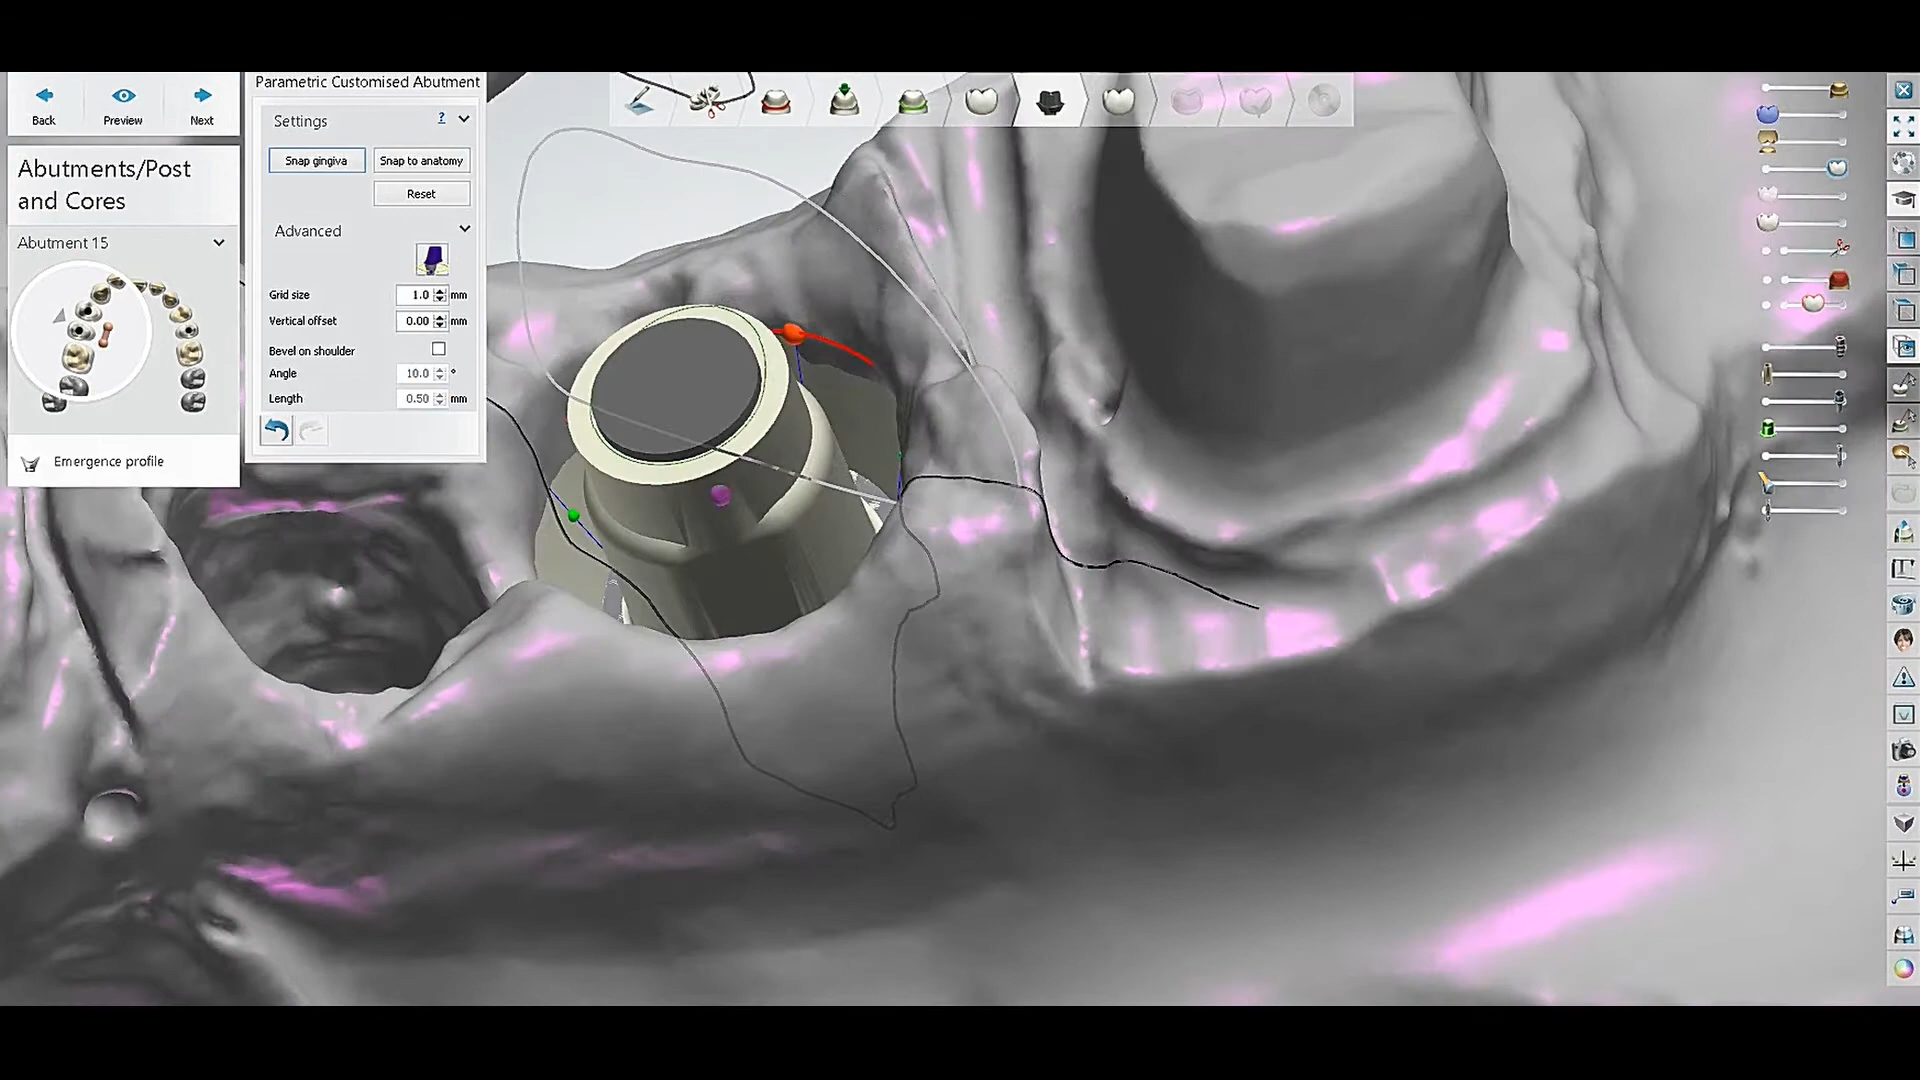 Back
Preview
Next
Abutments/Post
and Cores
Abutment 15
Emergence profile
Parametric Customised Abutment
Settings
?
Snap gingiva
Snap to anatomy
Reset
Advanced
Grid size 1.0 mm
Vertical offset 0.00 mm
Bevel on shoulder
Angle 10.0 °
Length 0.50 mm